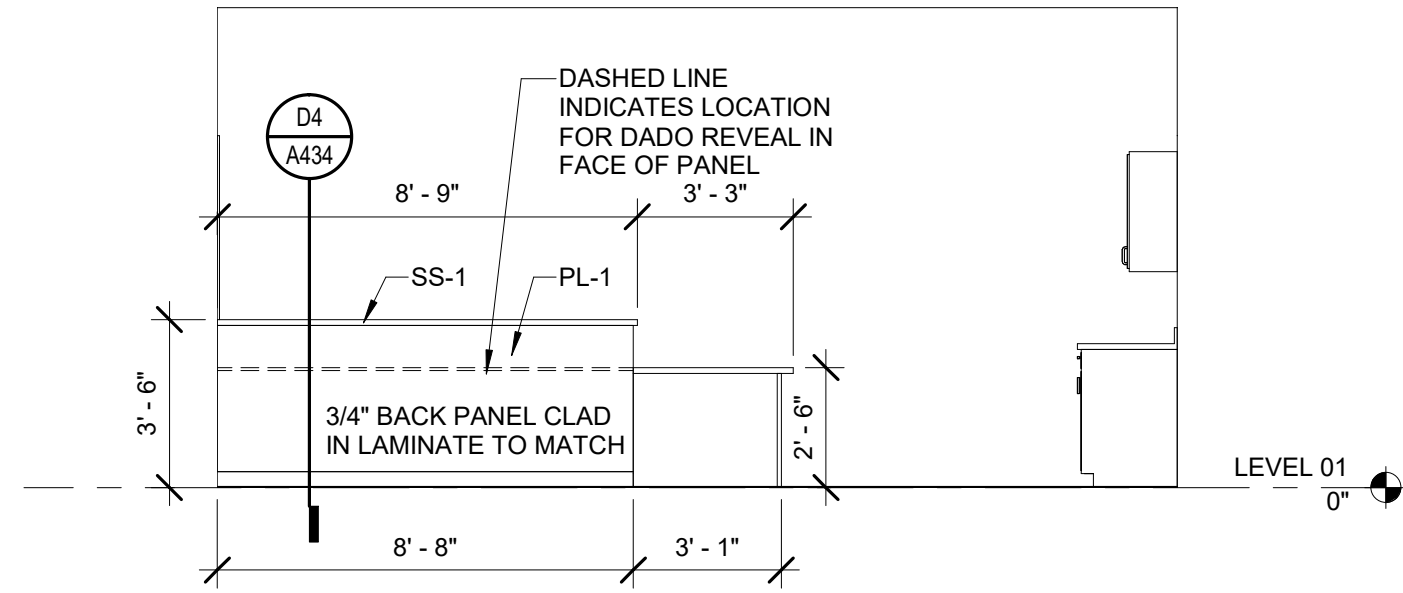 DASHED LINE
INDICATES LOCATION
FOR DADO REVEAL IN
FACE OF PANEL
D4
A434
8' - 9"
3' - 3"
SS-1
PL-1
3' - 6"
3/4" BACK PANEL CLAD
IN LAMINATE TO MATCH
2' - 6"
LEVEL 01
0"
8' - 8"
3' - 1"